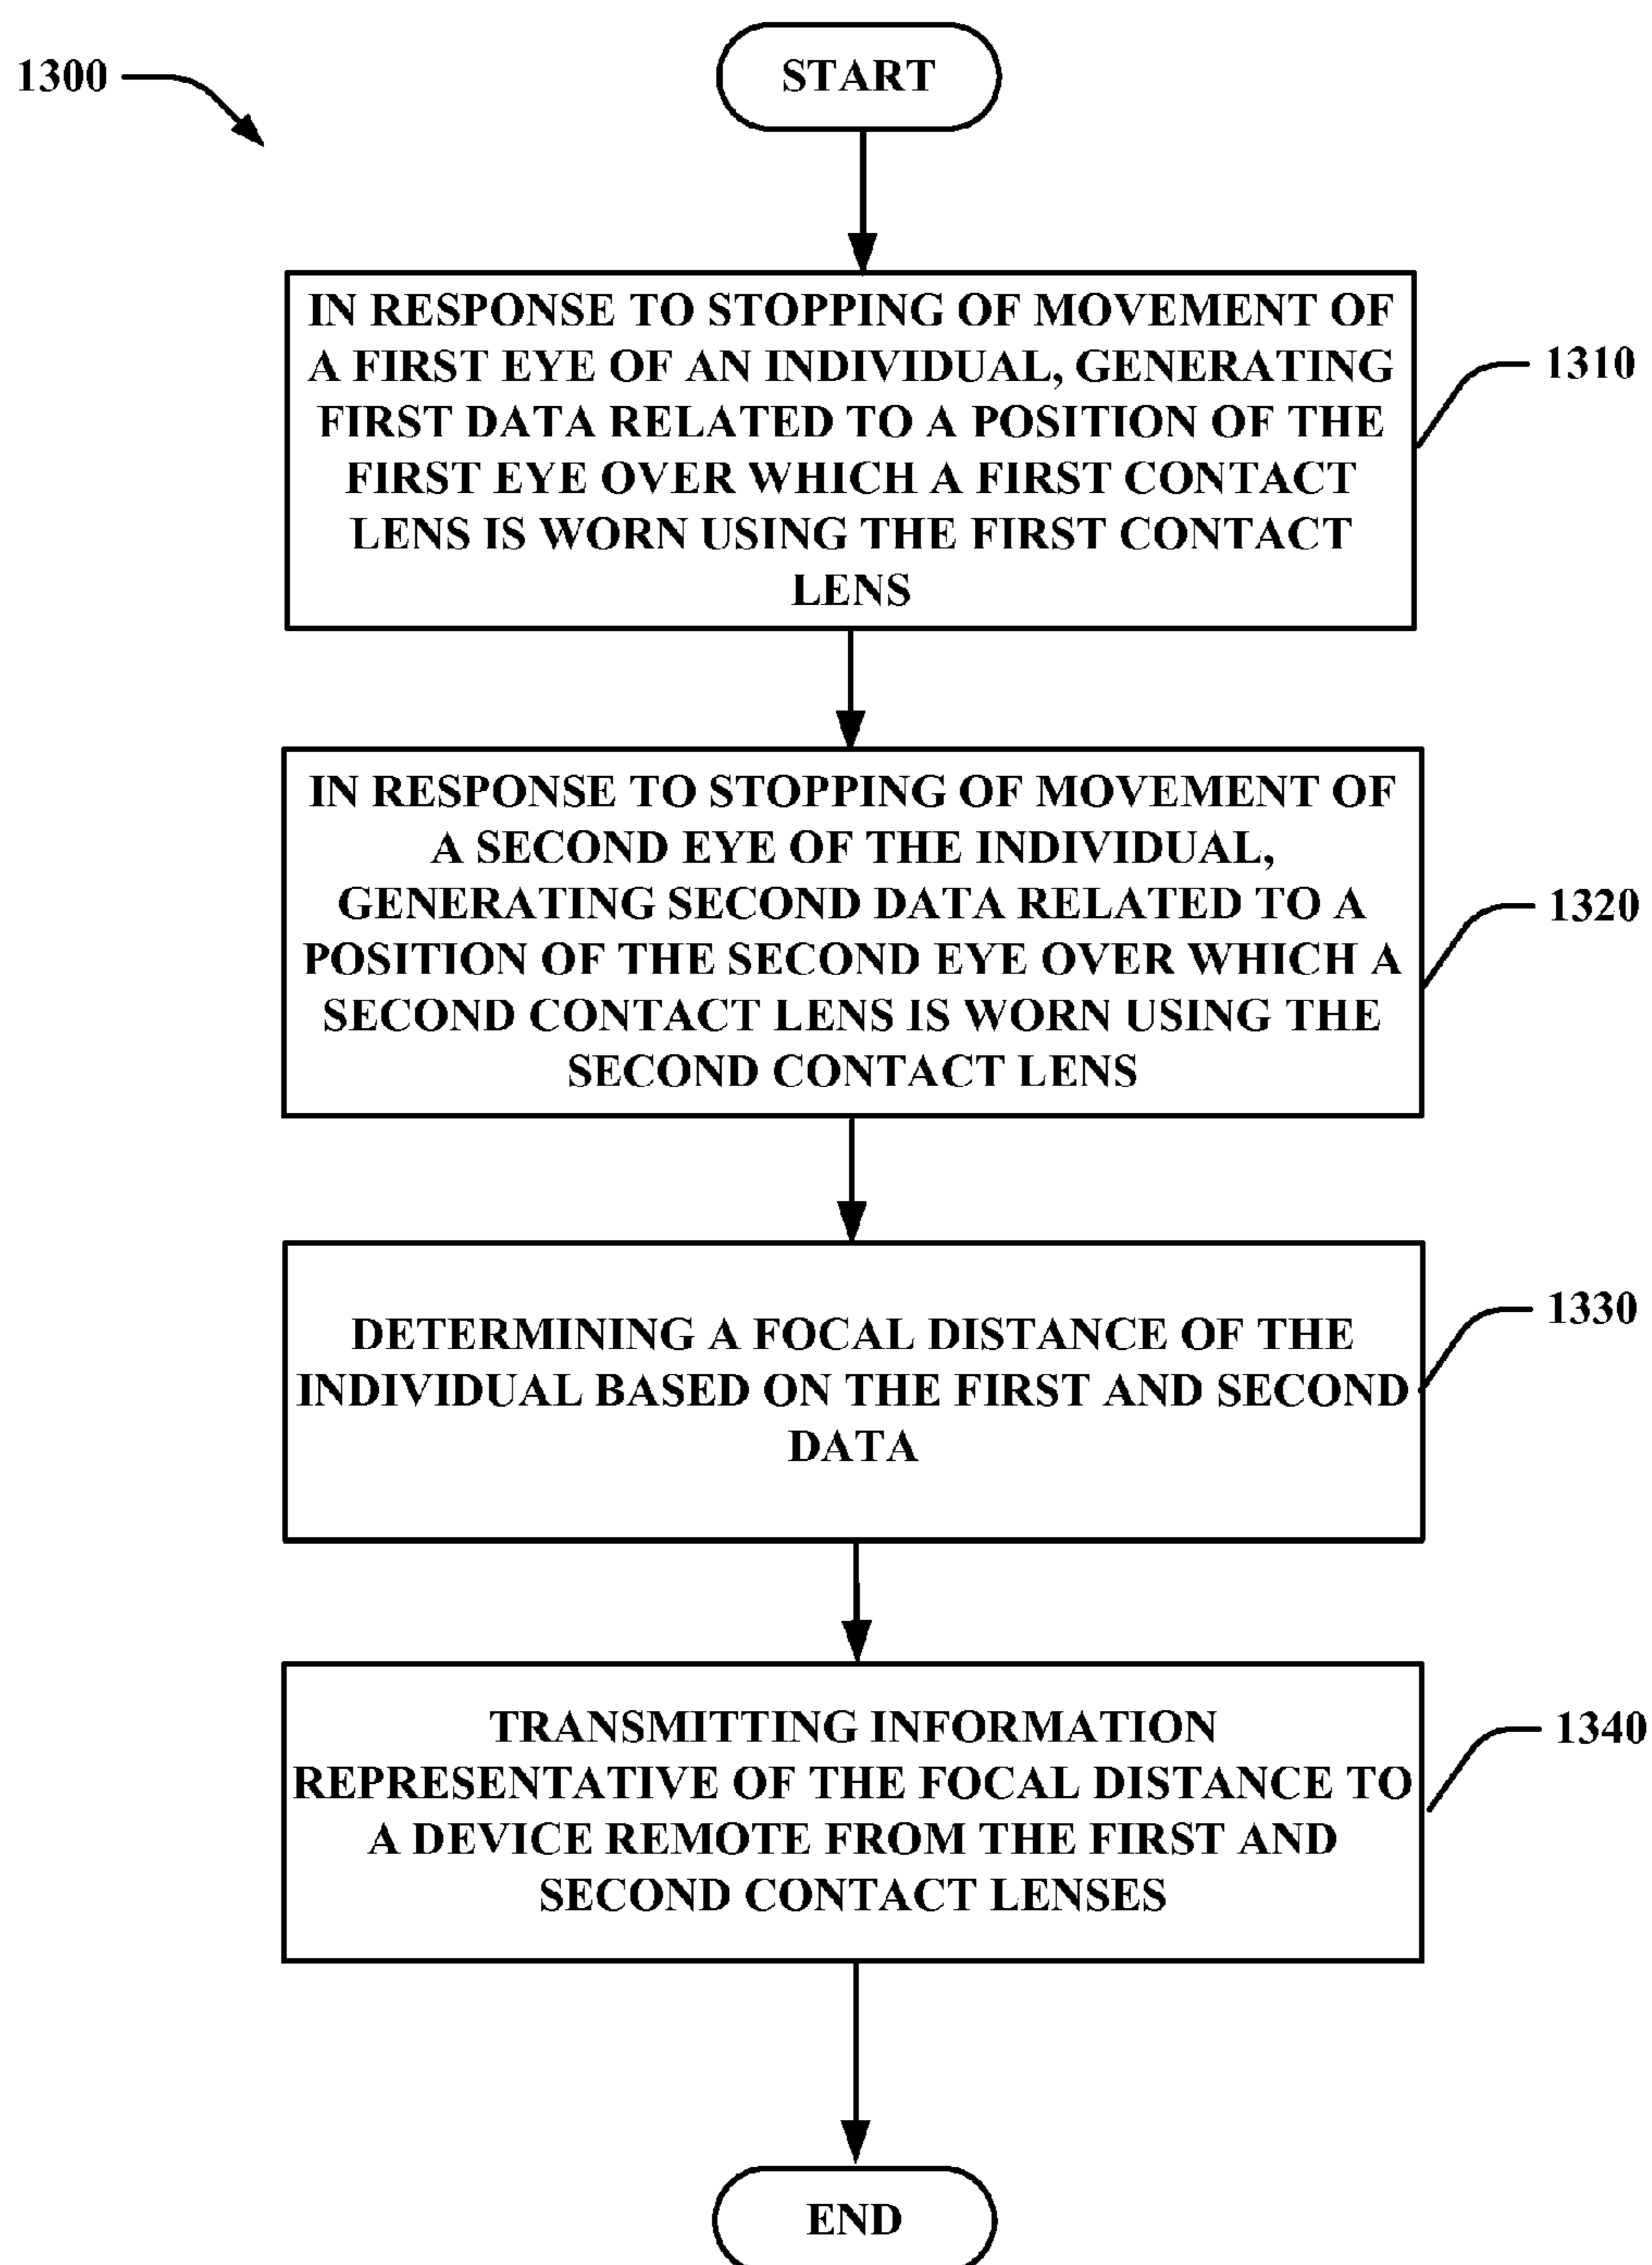 1300
START
IN RESPONSE TO STOPPING OF MOVEMENT OF
A FIRST EYE OF AN INDIVIDUAL, GENERATING
FIRST DATA RELATED TO A POSITION OF THE
FIRST EYE OVER WHICH A FIRST CONTACT
LENS IS WORN USING THE FIRST CONTACT
LENS
1310
IN RESPONSE TO STOPPING OF MOVEMENT OF
A SECOND EYE OF THE INDIVIDUAL,
GENERATING SECOND DATA RELATED TO A
POSITION OF THE SECOND EYE OVER WHICH A
SECOND CONTACT LENS IS WORN USING THE
SECOND CONTACT LENS
1320
DETERMINING A FOCAL DISTANCE OF THE
INDIVIDUAL BASED ON THE FIRST AND SECOND
DATA
1330
TRANSMITTING INFORMATION
REPRESENTATIVE OF THE FOCAL DISTANCE TO
A DEVICE REMOTE FROM THE FIRST AND
SECOND CONTACT LENSES
1340
END